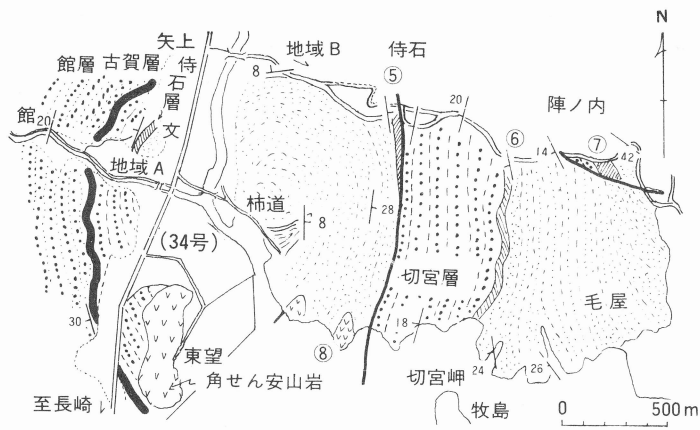 N
矢上
地域B
侍石
館層
古賀層
侍石層
8
⑤
20
陣ノ内
館
20
文
⑥
14
⑦
42
地域A
柿道
8
28
(34号)
切宮層
毛屋
30
18
東望
⑧
24
26
角せん安山岩
切宮岬
至長崎
牧島
0
500m